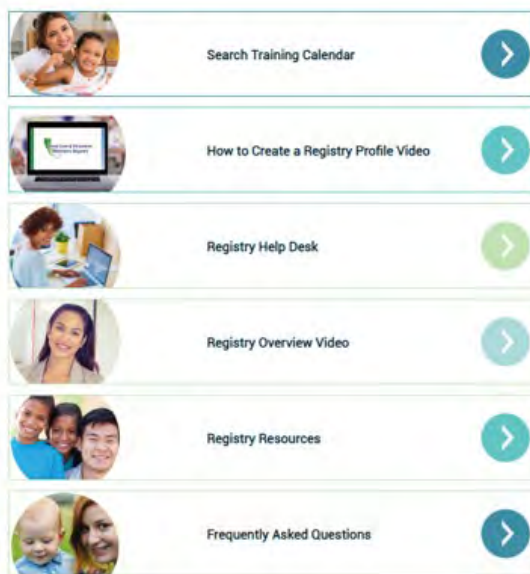 Search Training Calendar
How to Create a Registry Profile Video
Registry Help Desk
Registry Overview Video
Registry Resources
Frequently Asked Questions